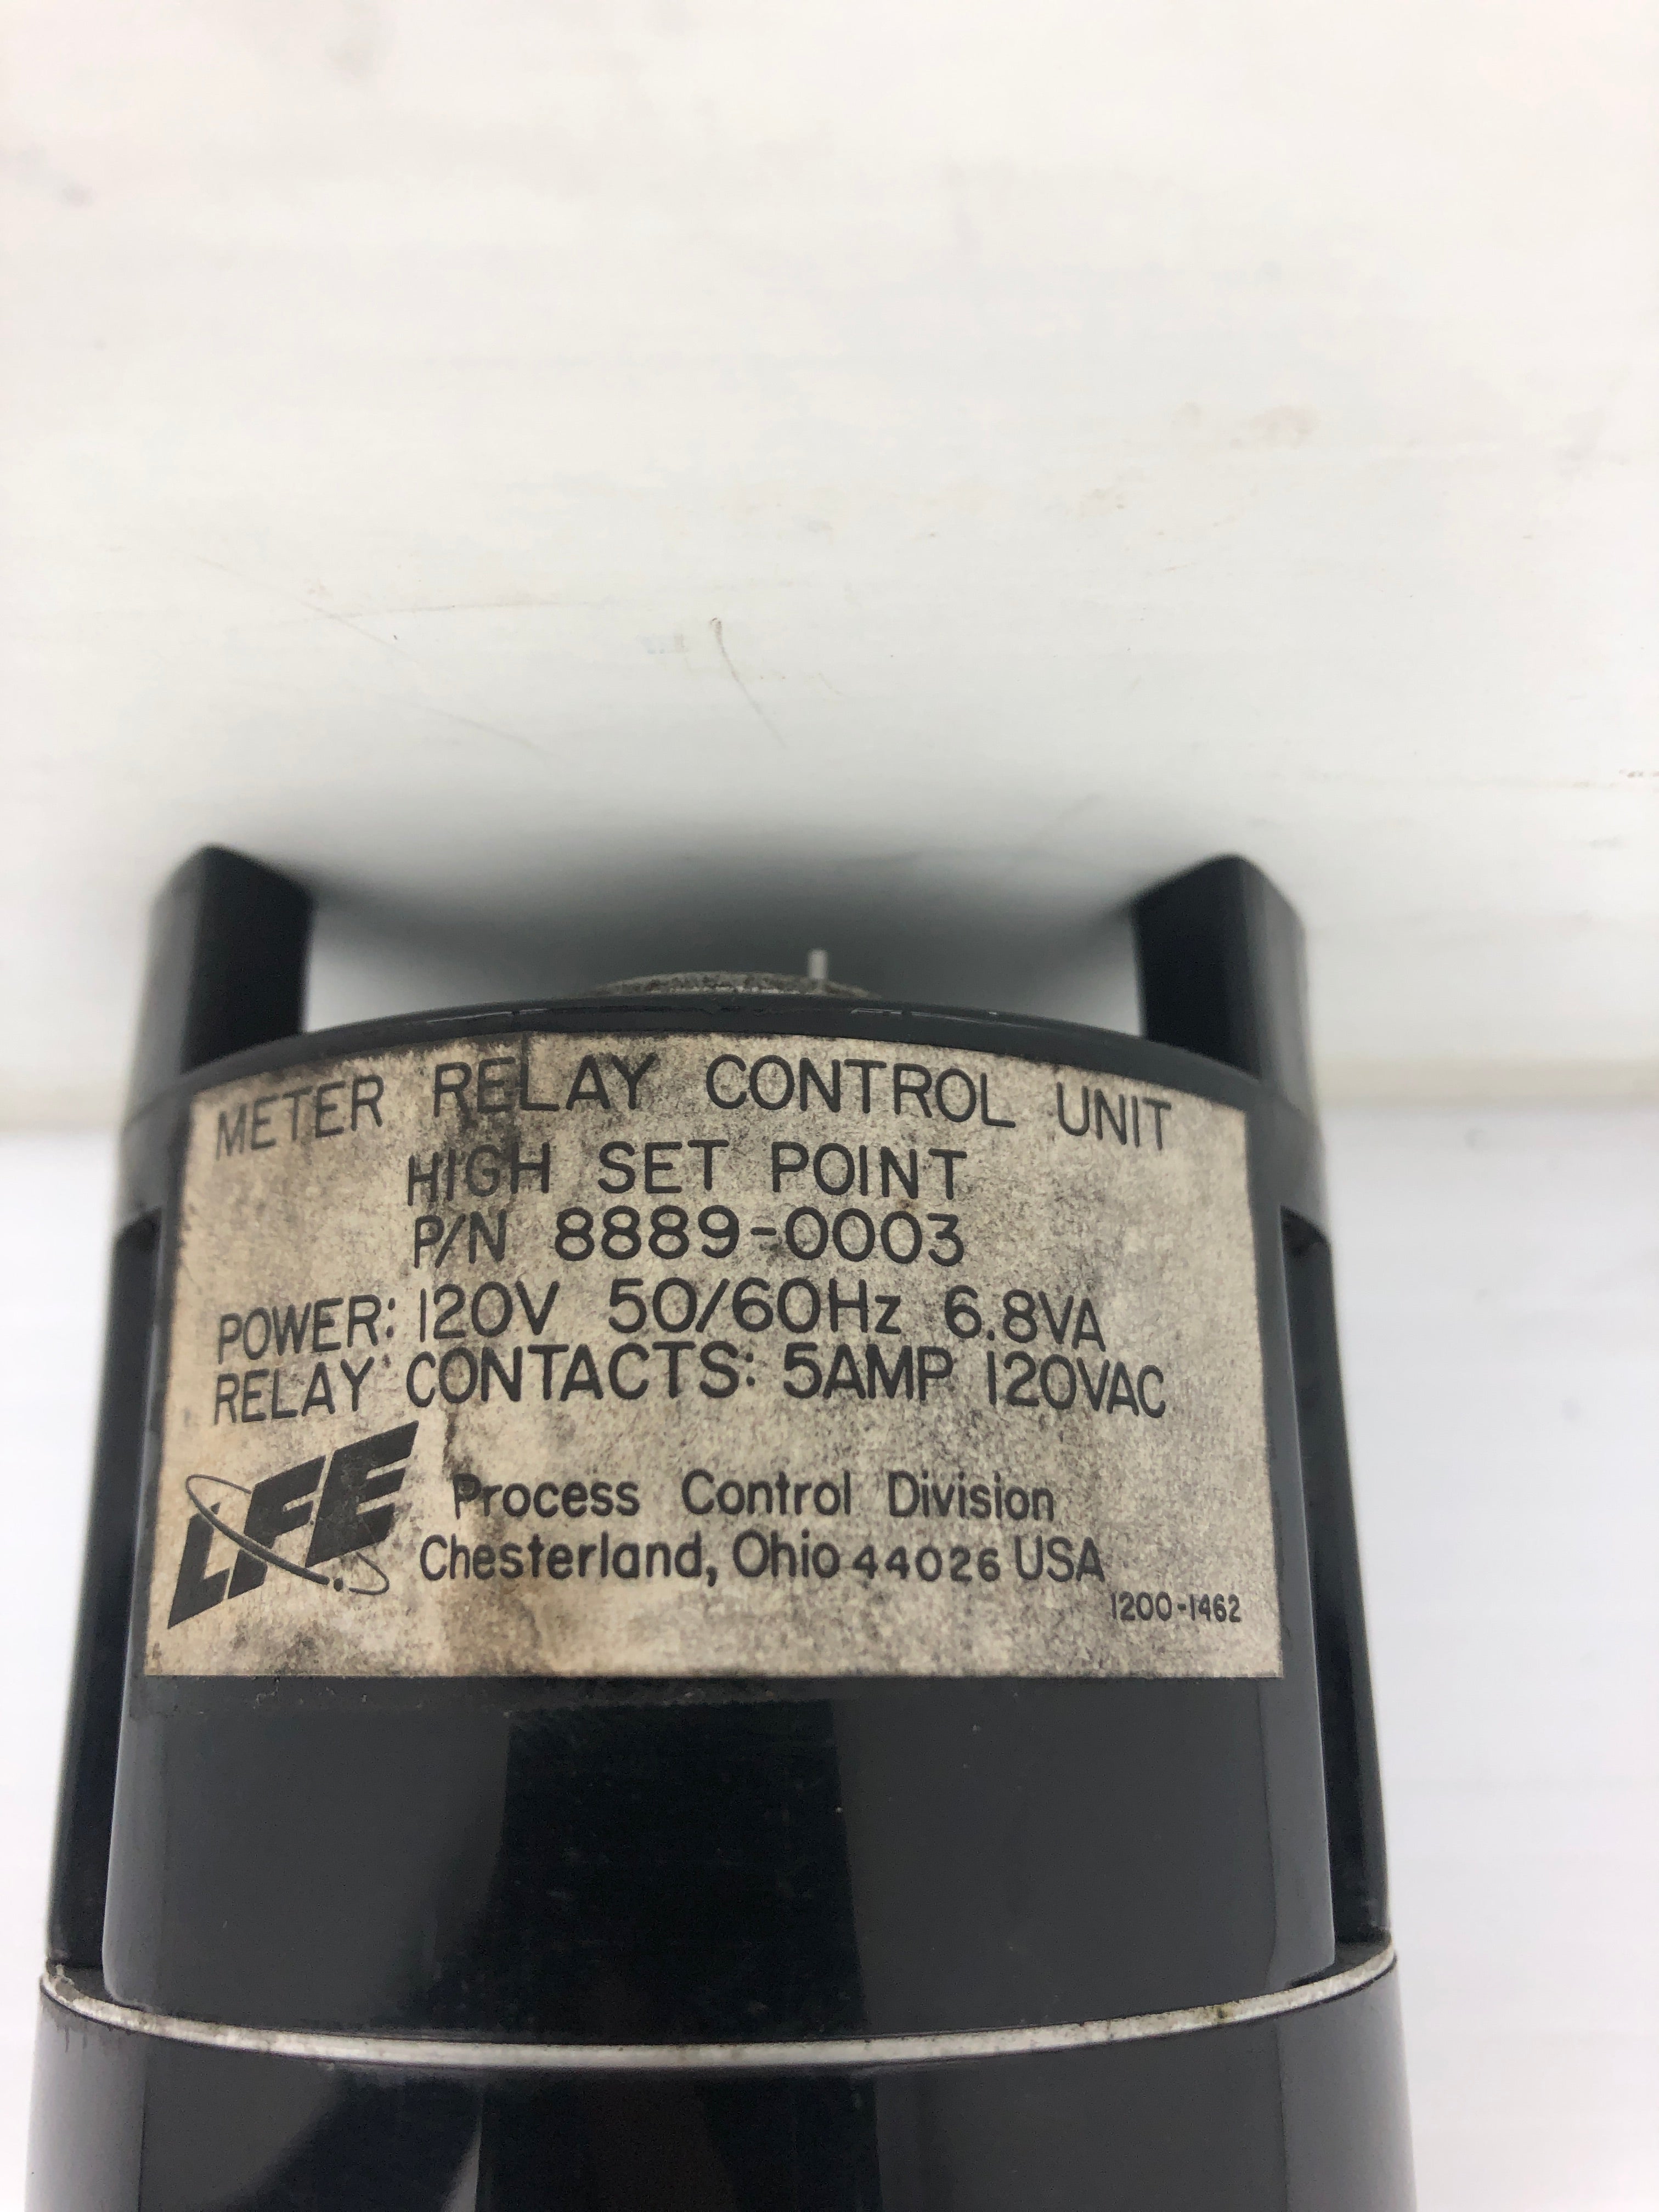 METER RELAY CONTROL UNIT
HIGH SET POINT
P/N 8889-0003
POWER: 120V 50/60Hz 6.8VA
RELAY CONTACTS: 5AMP 120VAC
LFE Process Control Division
Chesterland, Ohio 44026 USA
1200-1462